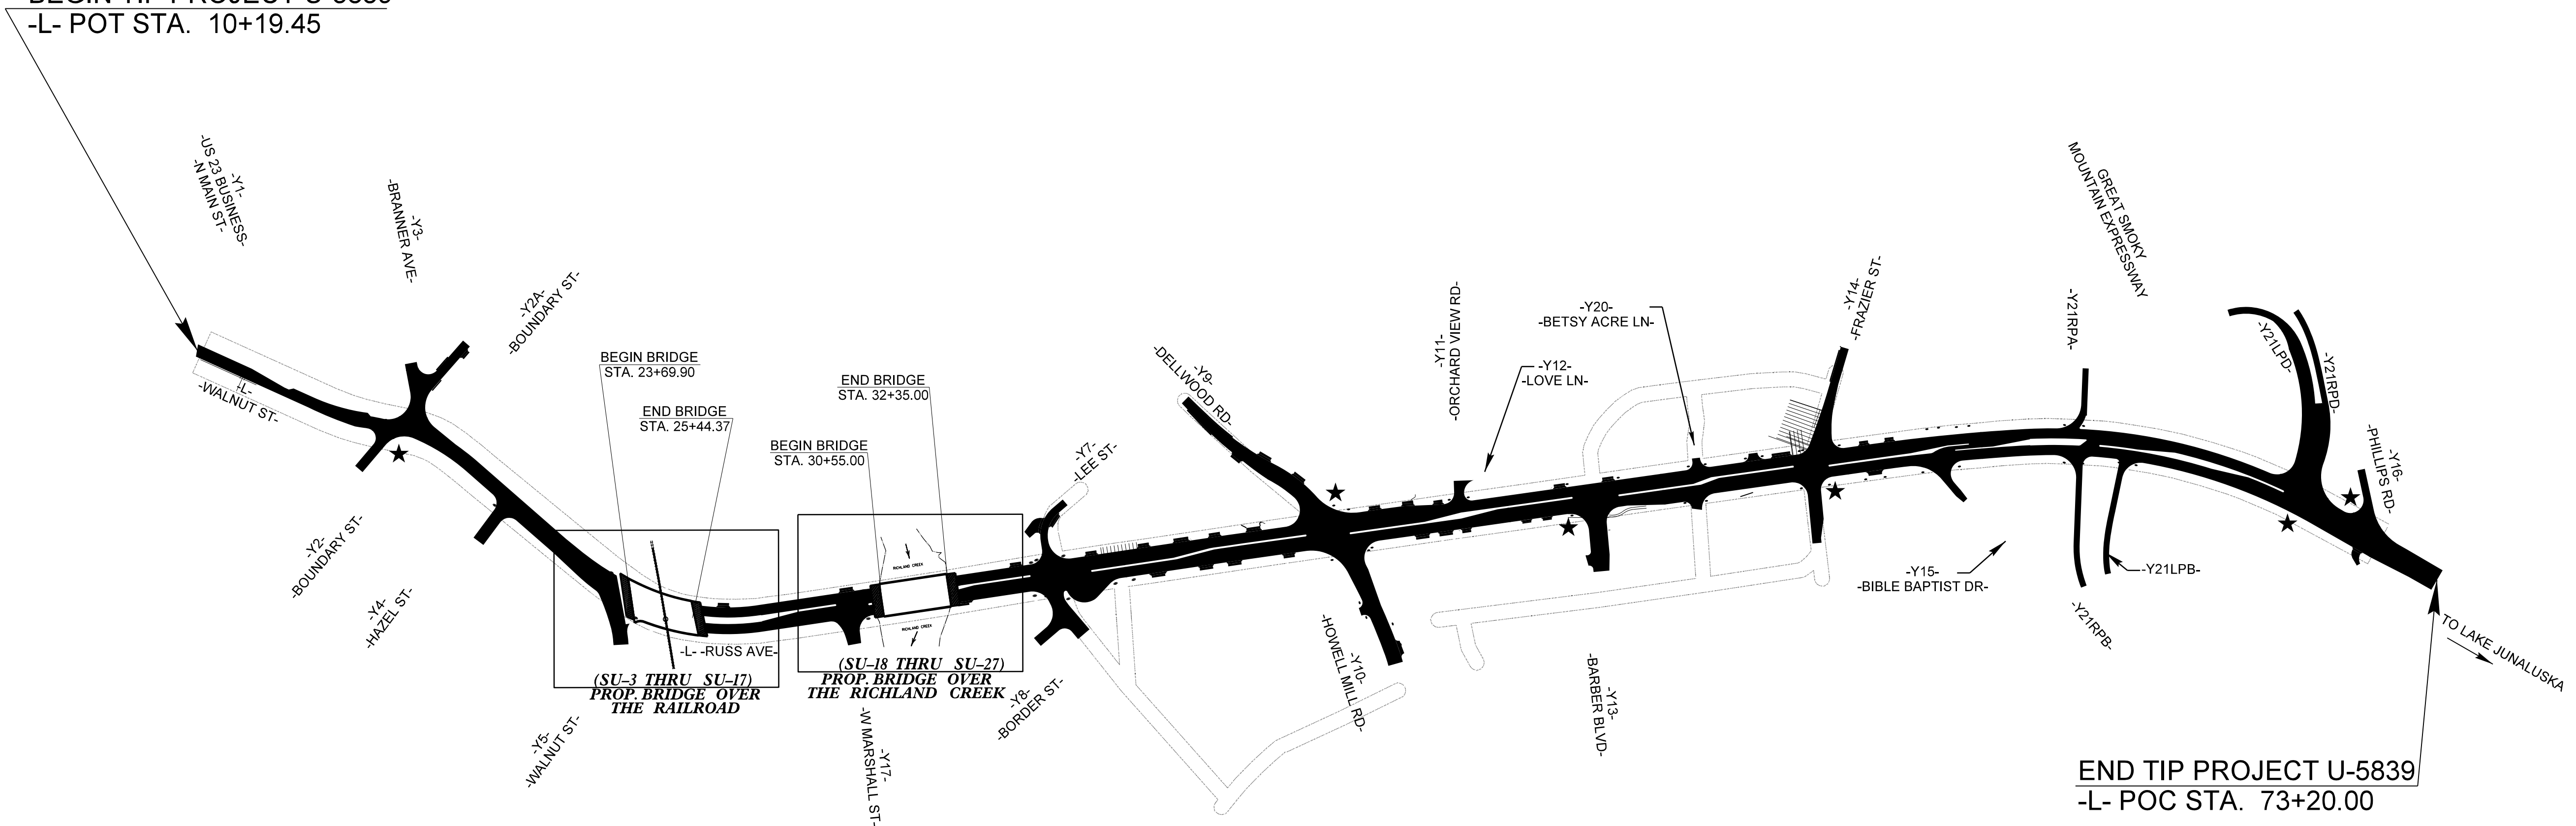 BEGIN TIP PROJECT U-5839
-L- POT STA. 10+19.45
-Y1-
-US 23 BUSINESS-
-N MAIN ST-
-Y3-
-BRANNER AVE-
-Y2A-
-BOUNDARY ST-
-L-
-WALNUT ST-
-Y2-
-BOUNDARY ST-
-Y4-
-HAZEL ST-
-Y5-
-WALNUT ST-
BEGIN BRIDGE
STA. 23+69.90
END BRIDGE
STA. 25+44.37
-L- -RUSS AVE-
(SU-3 THRU SU-17)
PROP. BRIDGE OVER
THE RAILROAD
BEGIN BRIDGE
STA. 30+55.00
END BRIDGE
STA. 32+35.00
RICHLAND CREEK
RICHLAND CREEK
(SU-18 THRU SU-27)
PROP. BRIDGE OVER
THE RICHLAND CREEK
-Y17-
-W MARSHALL ST-
-Y7-
-LEE ST-
-Y8-
-BORDER ST-
-Y9-
-DELLWOOD RD-
-Y10-
-HOWELL MILL RD-
-Y11-
-ORCHARD VIEW RD-
-Y12-
-LOVE LN-
-Y20-
-BETSY ACRE LN-
-Y13-
-BARBER BLVD-
-Y14-
-FRAZIER ST-
-Y15-
-BIBLE BAPTIST DR-
-Y21RPA-
-Y21LPB-
-Y21RPB-
GREAT SMOKY
MOUNTAIN EXPRESSWAY
-Y21LPD-
-Y21RPD-
-Y16-
-PHILLIPS RD-
TO LAKE JUNALUSKA
END TIP PROJECT U-5839
-L- POC STA. 73+20.00